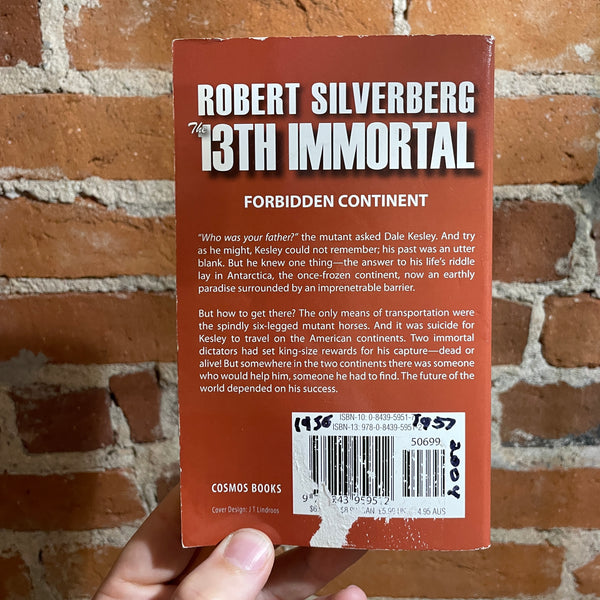 ROBERT SILVERBERG
The 13TH IMMORTAL
FORBIDDEN CONTINENT
"Who was your father?" the mutant asked Dale Kesley. And try
as he might, Kesley could not remember; his past was an utter
blank. But he knew one thing—the answer to his life's riddle
lay in Antarctica, the once-frozen continent, now an earthly
paradise surrounded by an imprenetrable barrier.
But how to get there? The only means of transportation were
the spindly six-legged mutant horses. And it was suicide for
Kesley to travel on the American continents. Two immortal
dictators had set king-size rewards for his capture—dead or
alive! But somewhere in the two continents there was someone
who would help him, someone he had to find. The future of the
world depended on his success.
ISBN-10: 0-8439-5951-
1956
1957
ISBN-13: 978-0-8439-595
50699
2004
COSMOS BOOKS
Cover Design: J T Lindroos